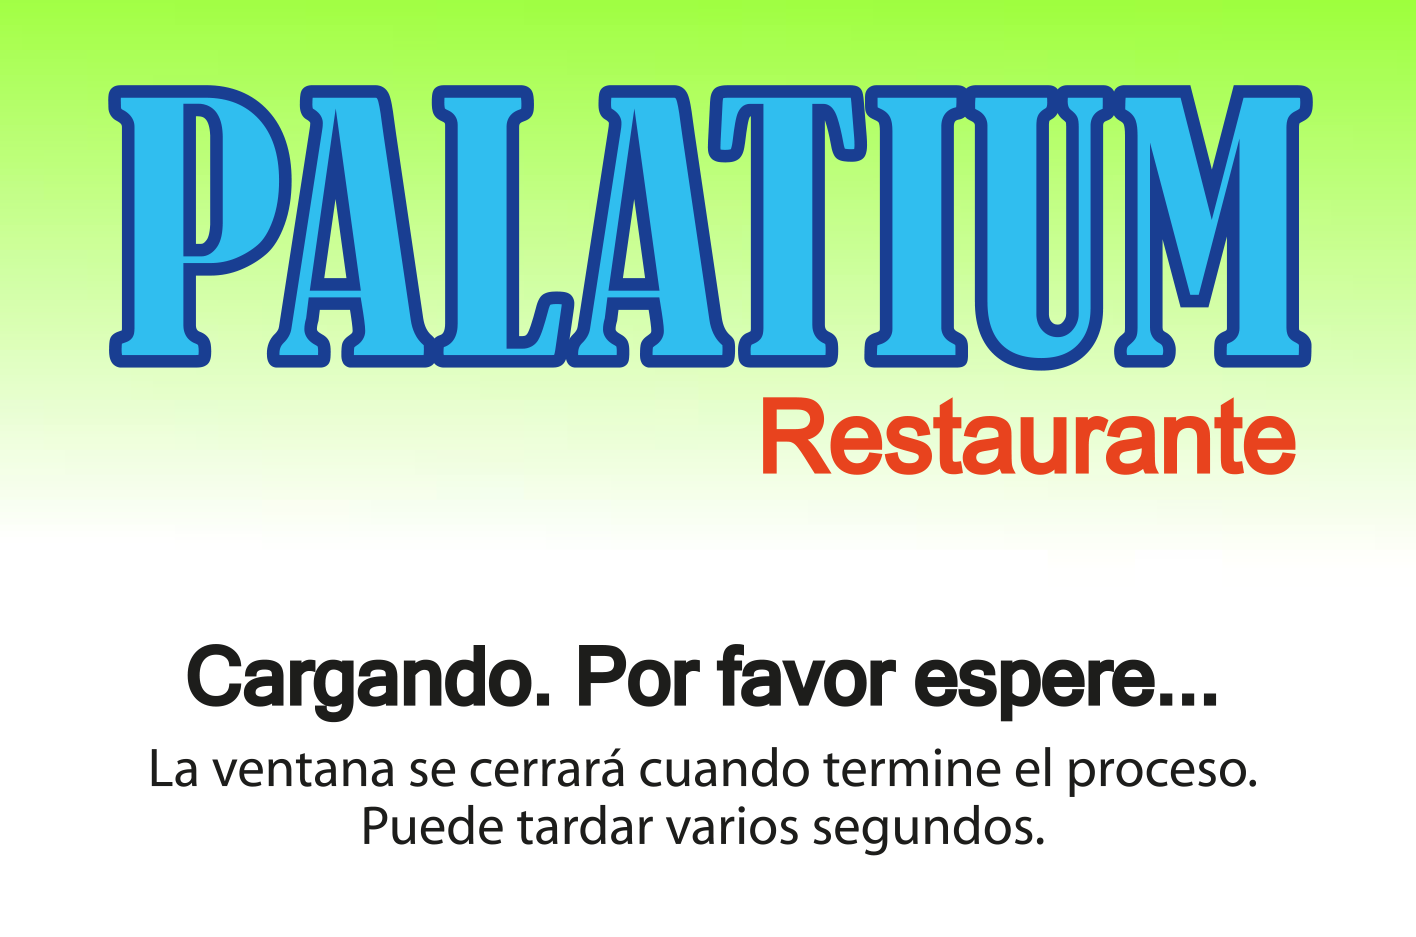 PALATIUM
Restaurante
Cargando. Por favor espere...
La ventana se cerrará cuando termine el proceso.
Puede tardar varios segundos.